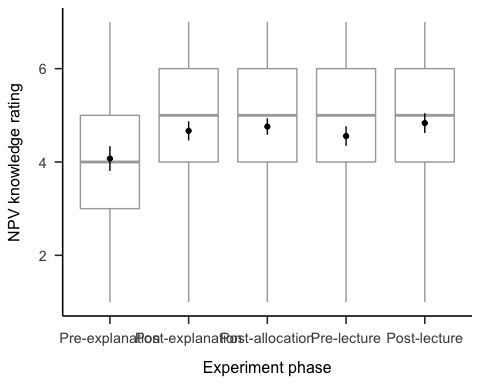 NPV knowledge rating
6
4
2
Pre-explanation Post-explanation Post-allocation Pre-lecture Post-lecture
Experiment phase